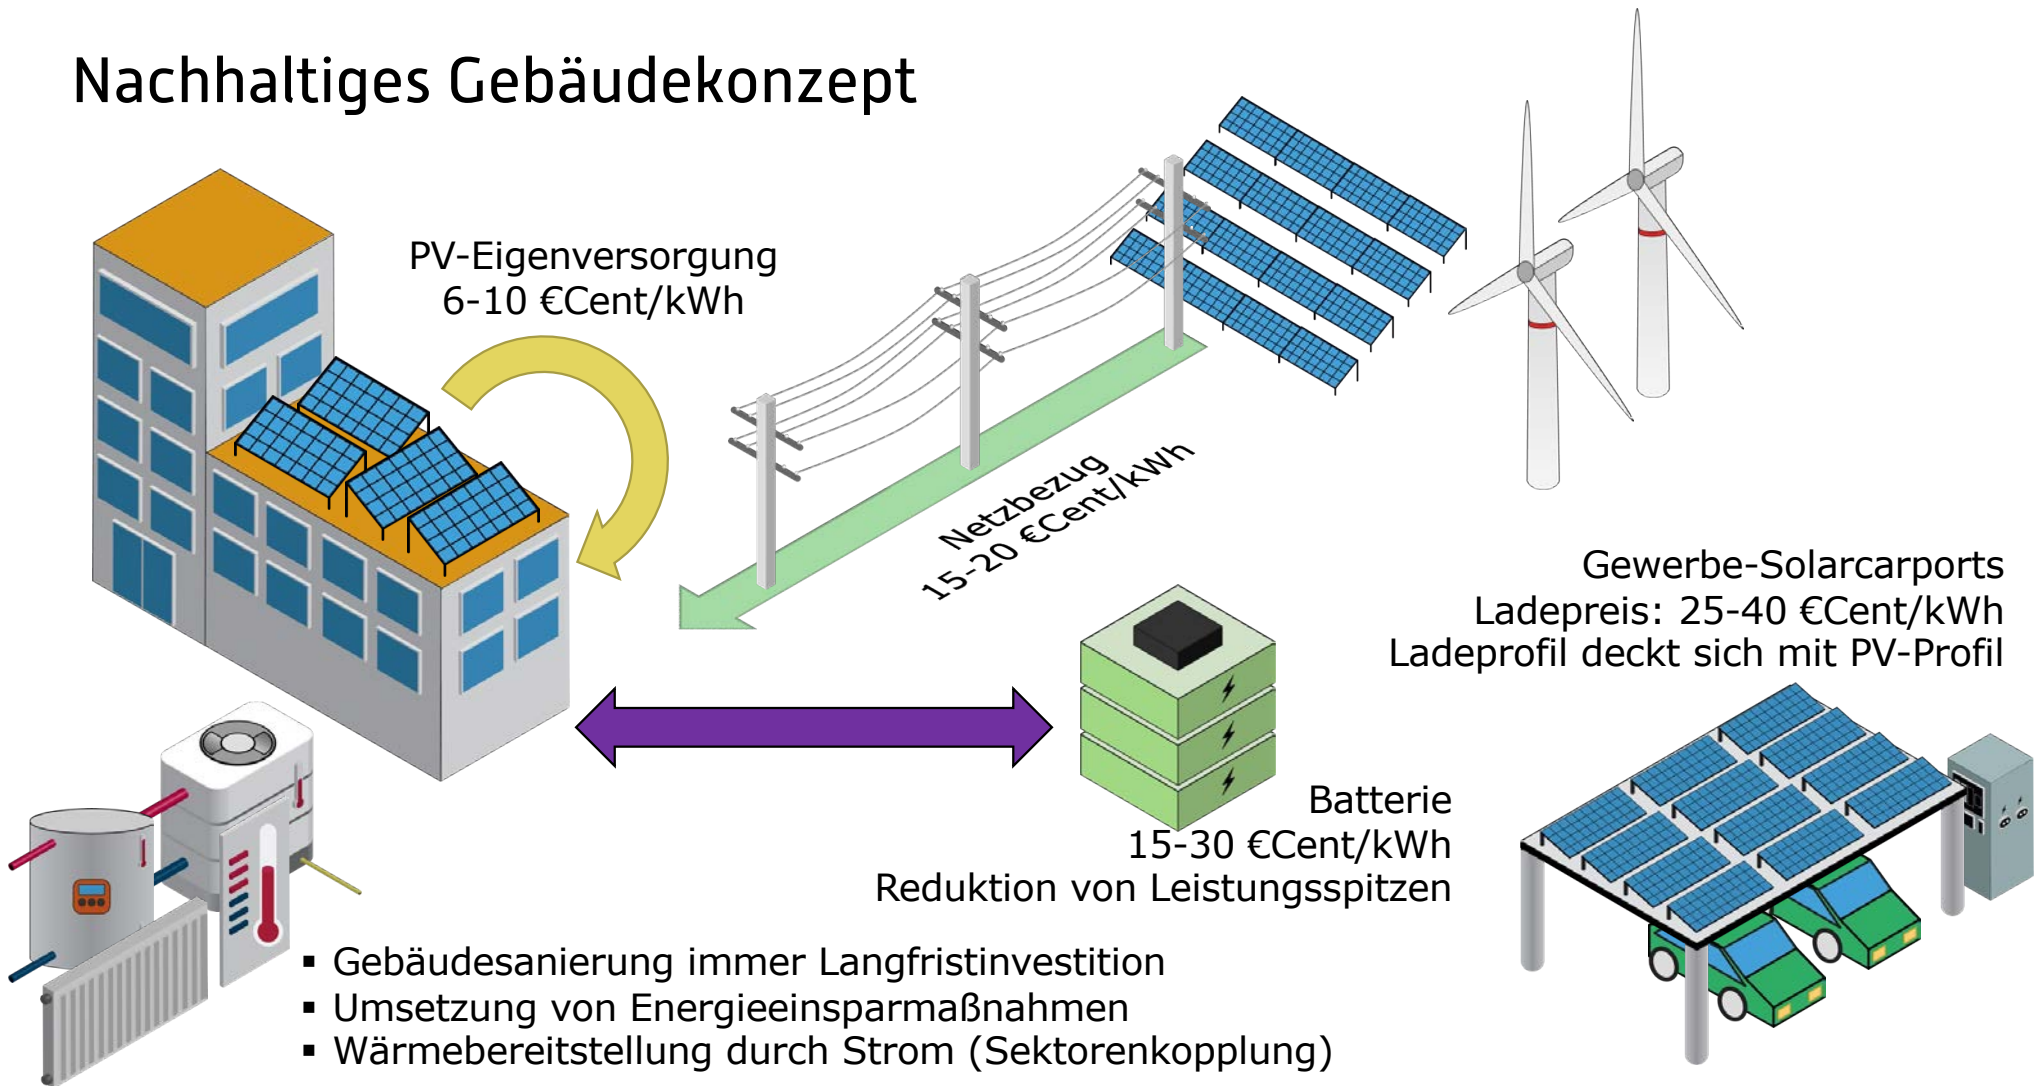 Nachhaltiges Gebäudekonzept
PV-Eigenversorgung
6-10 €Cent/kWh
Netzbezug
15-20 €Cent/kWh
Gewerbe-Solarcarports
Ladepreis: 25-40 €Cent/kWh
Ladeprofil deckt sich mit PV-Profil
Batterie
15-30 €Cent/kWh
Reduktion von Leistungsspitzen
▪ Gebäudesanierung immer Langfristinvestition
▪ Umsetzung von Energieeinsparmaßnahmen
▪ Wärmebereitstellung durch Strom (Sektorenkopplung)